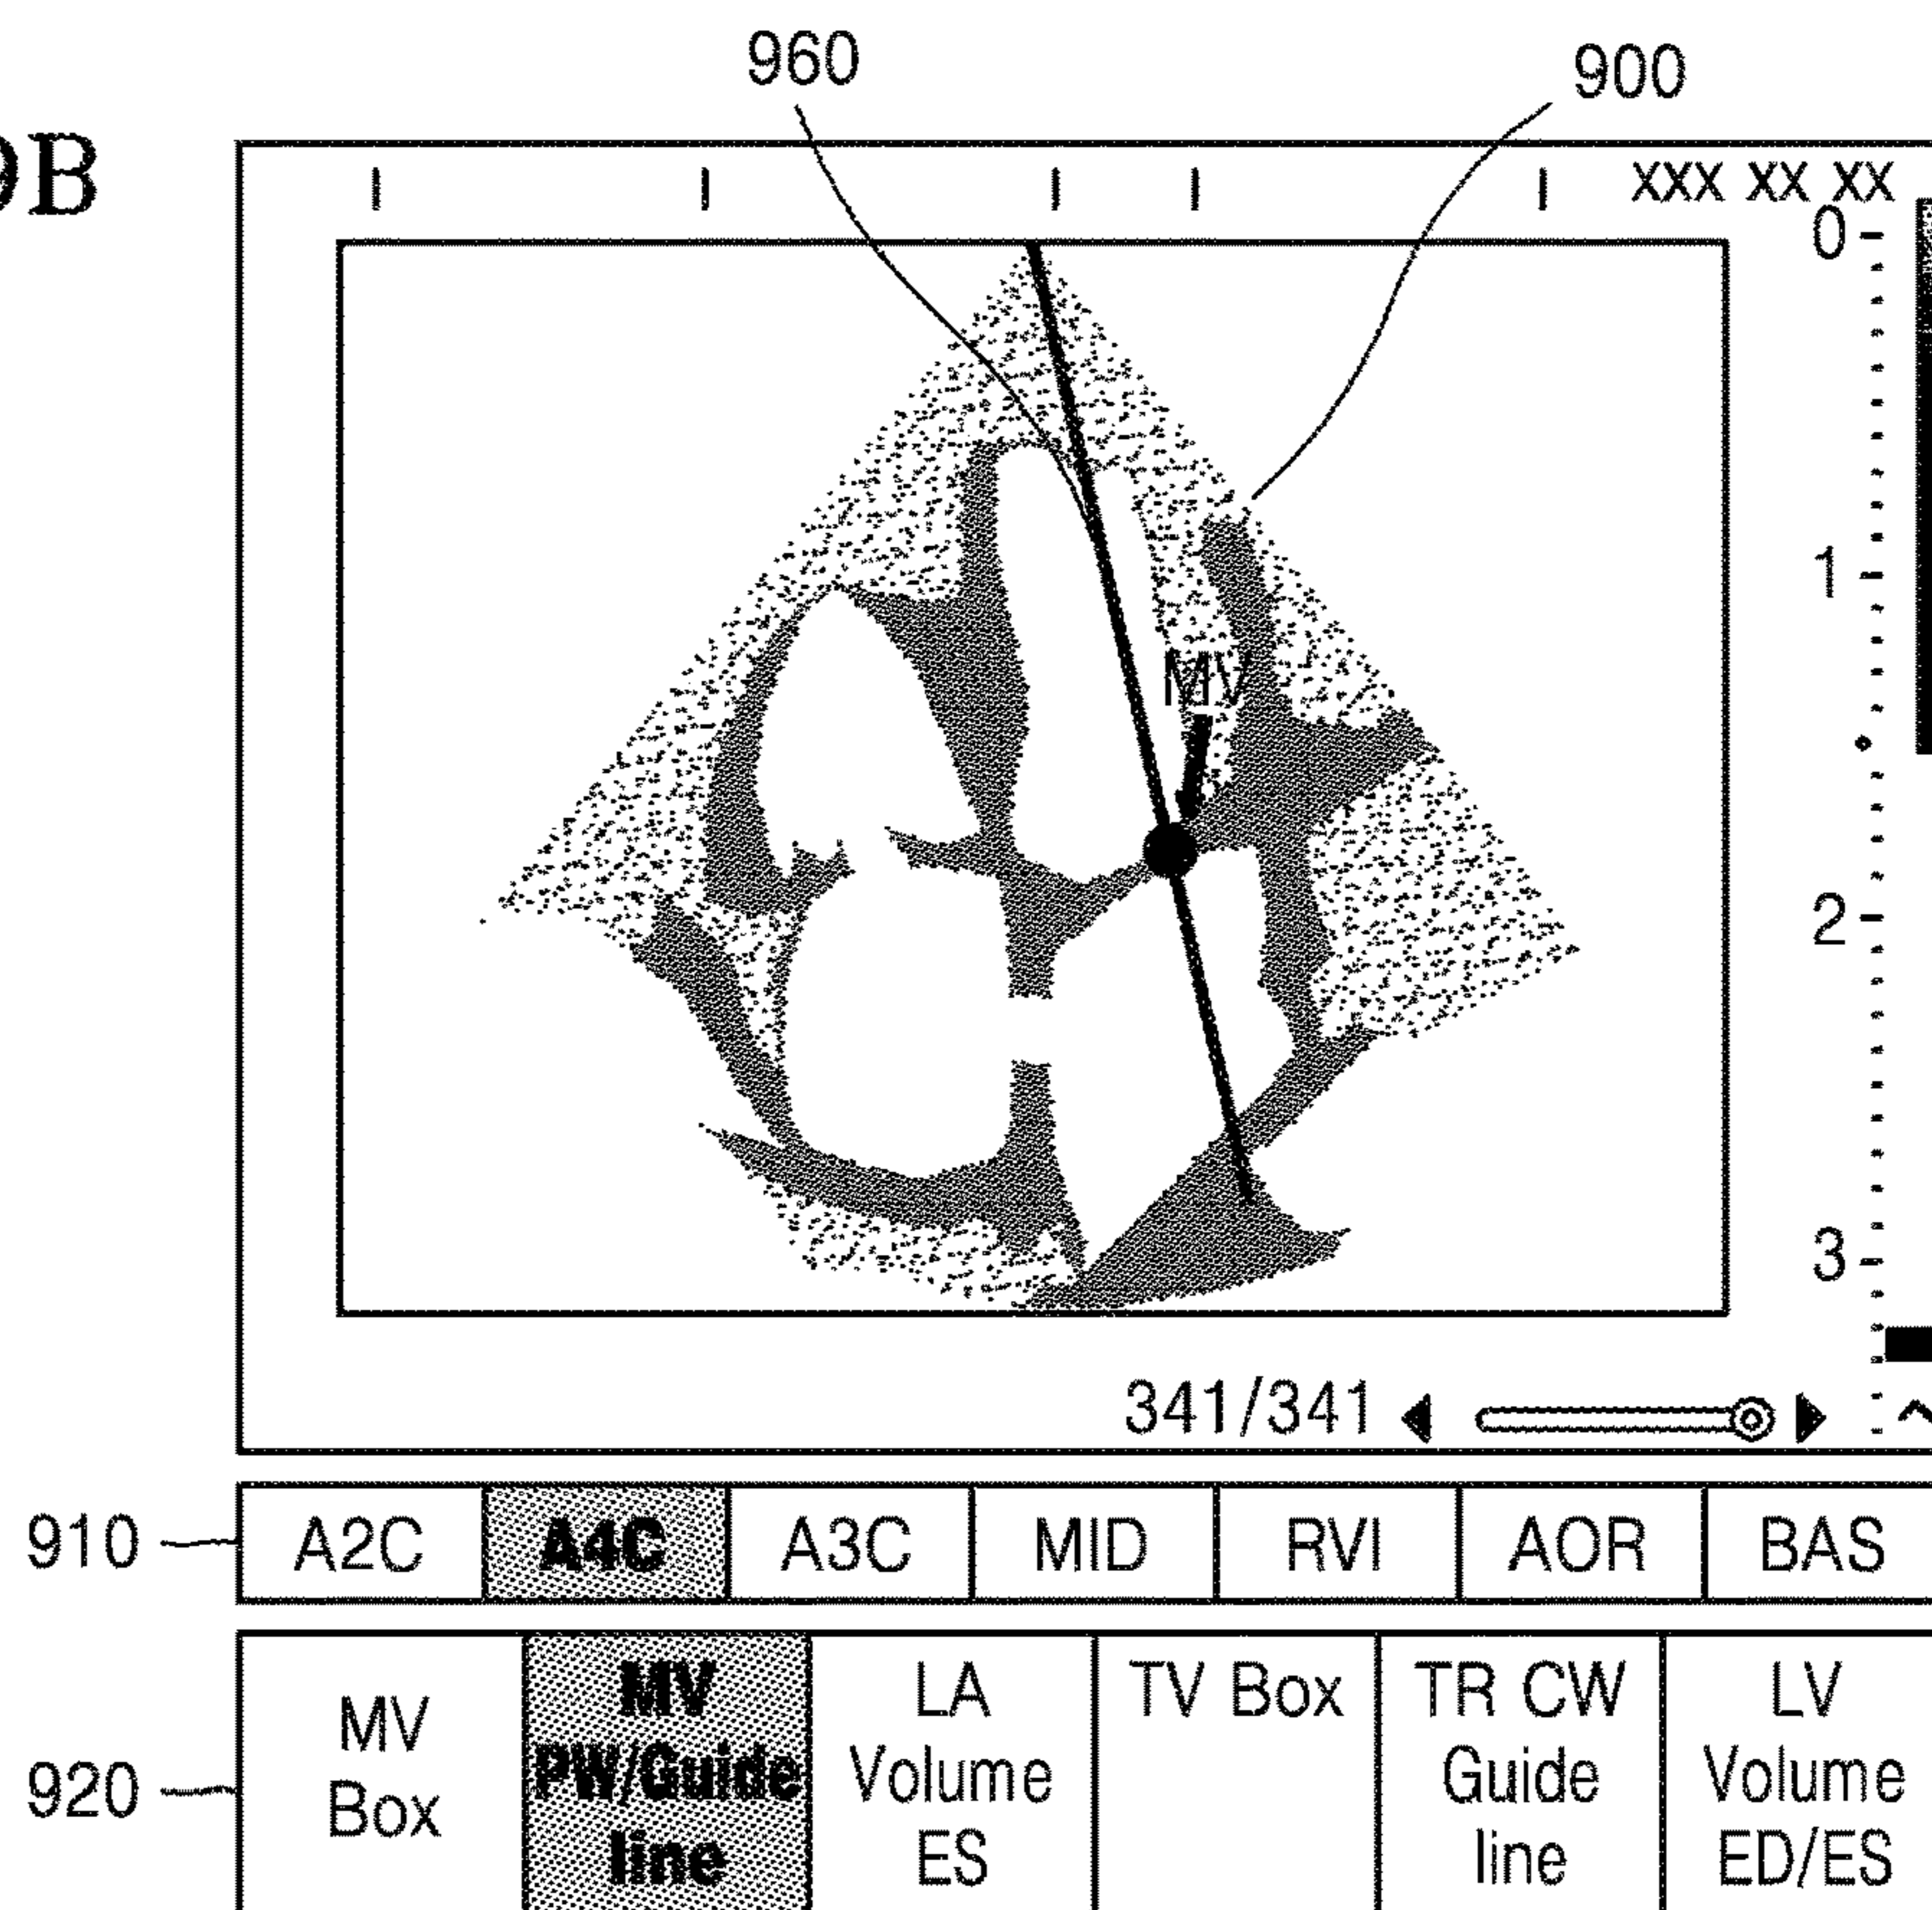 960
900
9B
XXX XX XX
0
1
MV
2
3
341/341
910
A2C
A4C
A3C
MID
RVI
AOR
BAS
920
MV
Box
MV
PW/Guide
line
LA
Volume
ES
TV Box
TR CW
Guide
line
LV
Volume
ED/ES